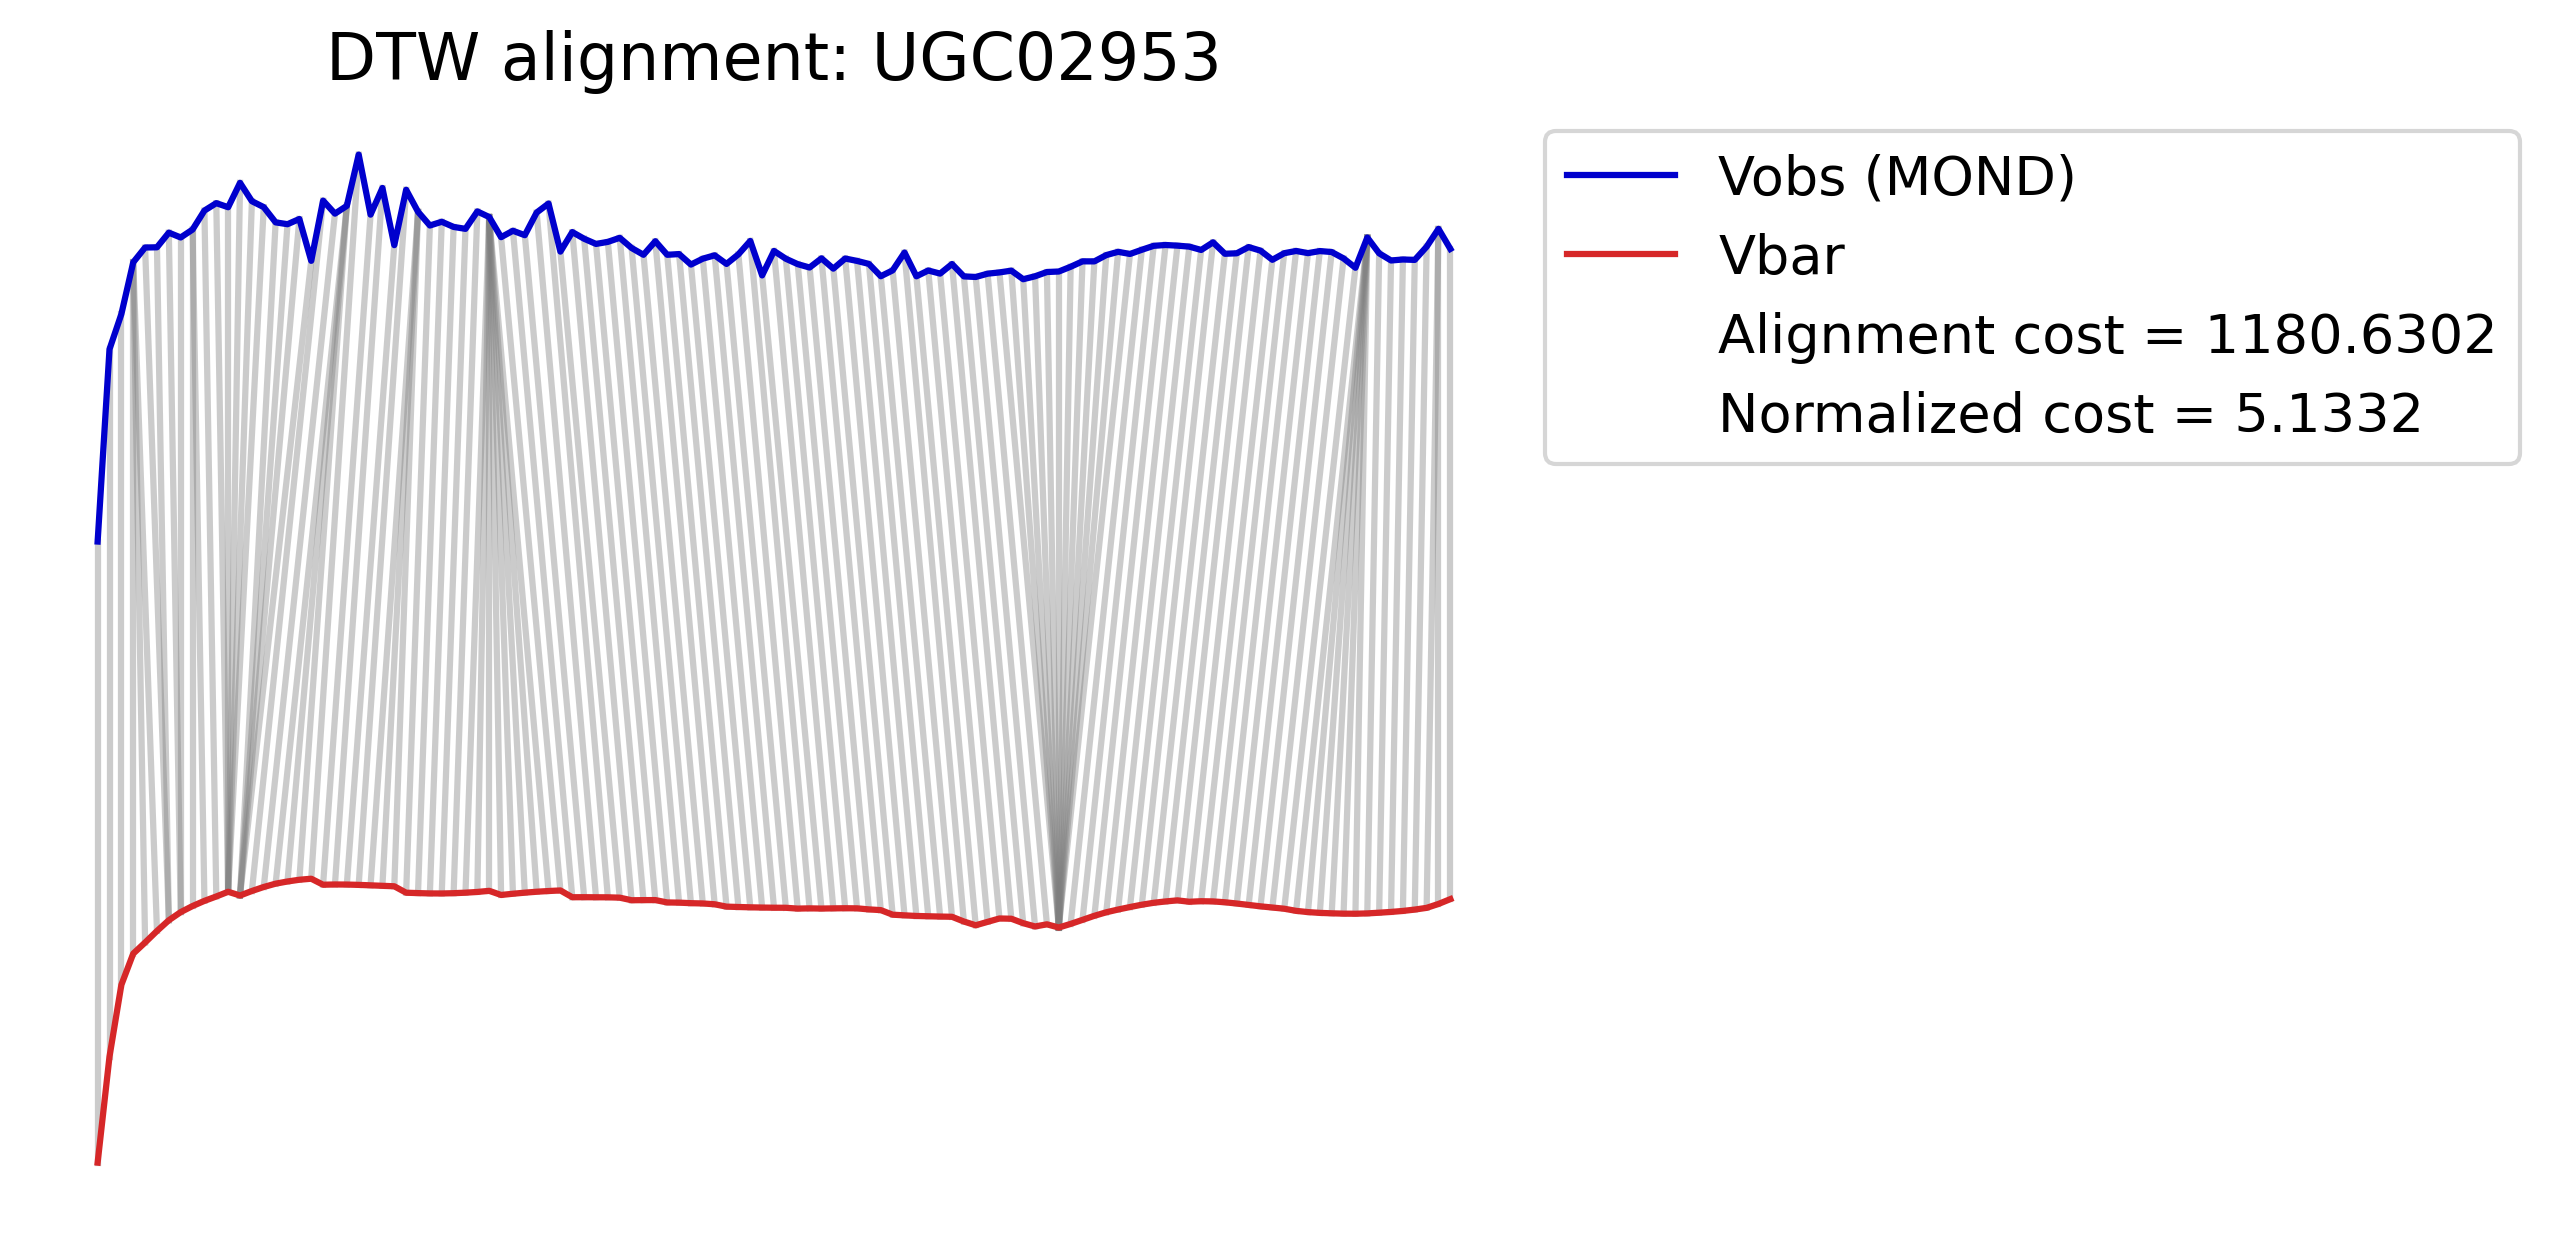 DTW alignment: UGC02953
Vobs (MOND)
Vbar
Alignment cost = 1180.6302
Normalized cost = 5.1332